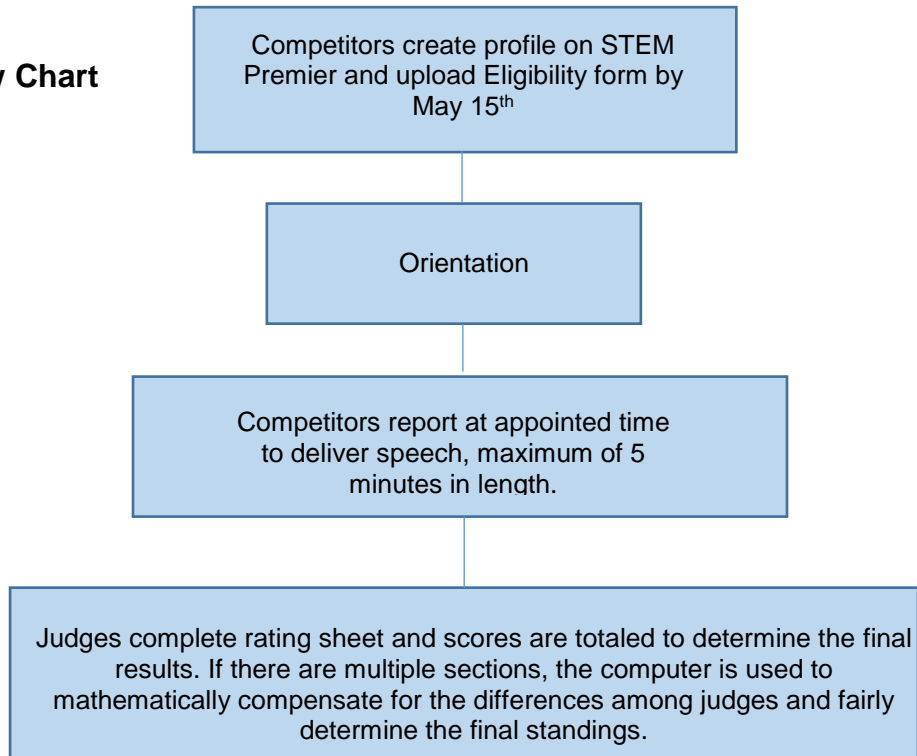 Competitors create profile on STEM
Premier and upload Eligibility form by
May 15th
Chart
Orientation
Competitors report at appointed time
to deliver speech, maximum of 5
minutes in length.
Judges complete rating sheet and scores are totaled to determine the final
results. If there are multiple sections, the computer is used to
mathematically compensate for the differences among judges and fairly
determine the final standings.